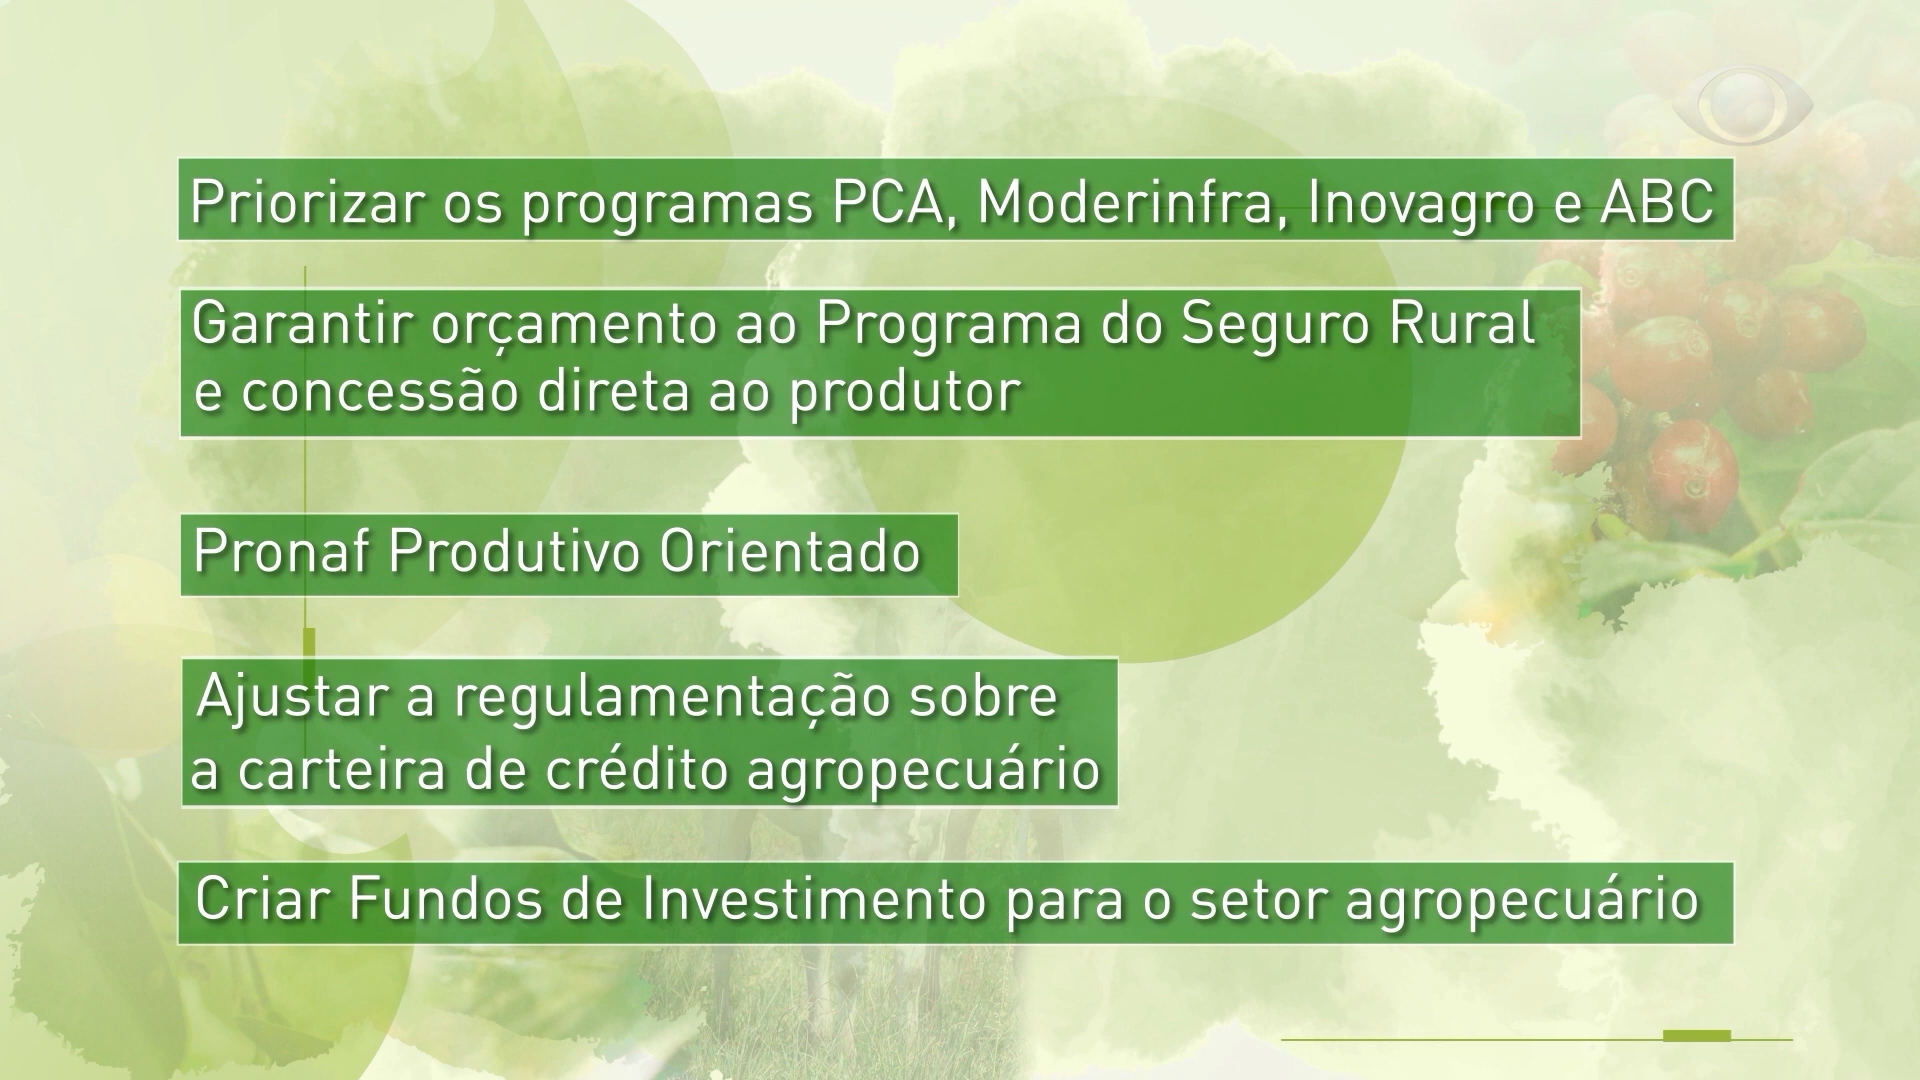 Priorizar os programas PCA, Moderinfra, Inovagro e ABC
Garantir orçamento ao Programa do Seguro Rural
e concessão direta ao produtor
Pronaf Produtivo Orientado
Ajustar a regulamentação sobre
a carteira de crédito agropecuário
Criar Fundos de Investimento para o setor agropecuário